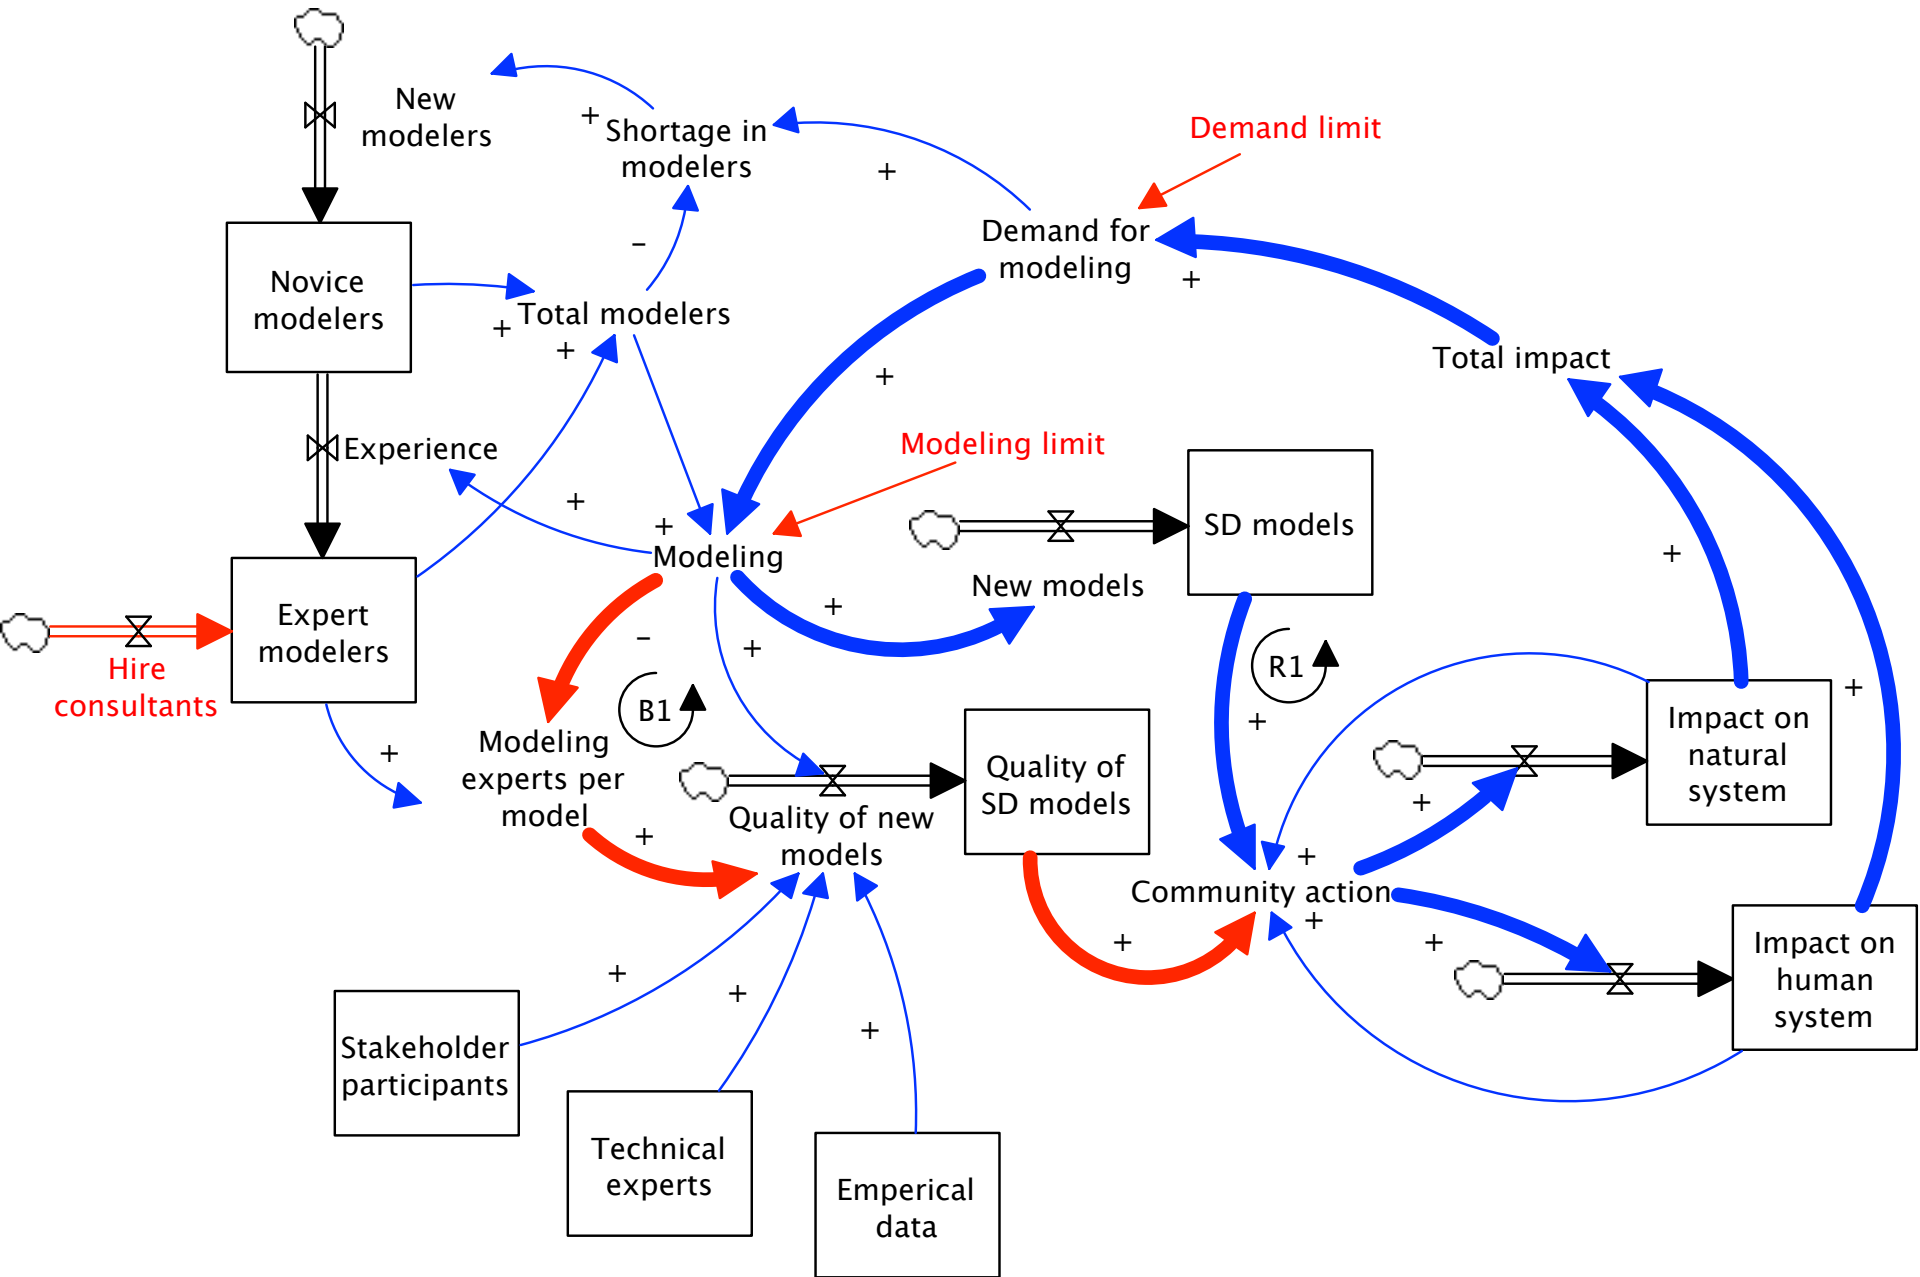 New
modelers
+
Shortage in
modelers
+
Demand limit
Demand for
modeling
+
–
Novice
modelers
+
Total modelers
+
+
Total impact
Experience
+
Modeling limit
+
Modeling
SD models
New models
+
+
–
+
Expert
modelers
Hire
consultants
+
B1
R1
+
+
Modeling
experts per
model
+
Quality of new
models
Quality of
SD models
Impact on
natural
system
+
+
Community action
+
+
+
Impact on
human
system
+
+
+
Stakeholder
participants
Technical
experts
Emperical
data